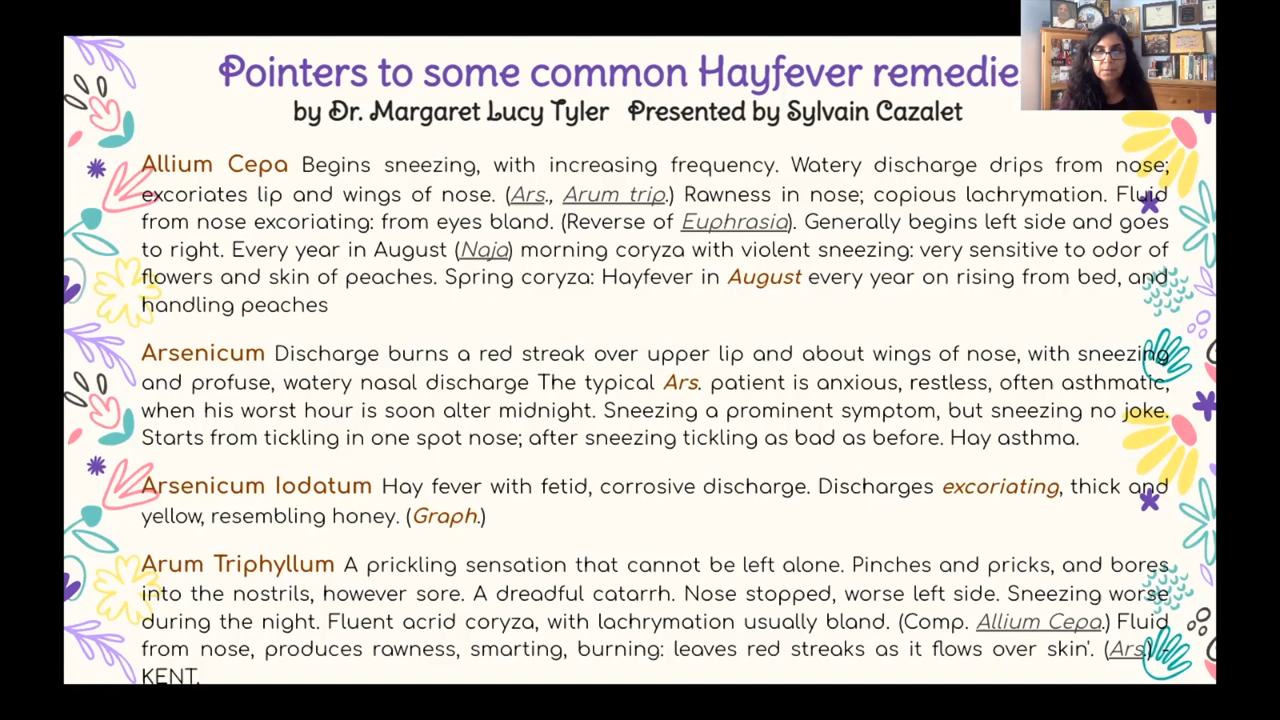 Pointers to some common Hayfever remedie
by Dr. Margaret Lucy Tyler Presented by Sylvain Cazalet
Allium Cepa Begins sneezing, with increasing frequency. Watery discharge drips from nose;
excoriates lip and wings of nose. (Ars., Arum trip.) Rawness in nose; copious lachrymation. Fluid
from nose excoriating: from eyes bland. (Reverse of Euphrasia). Generally begins left side and goes
to right. Every year in August (Naja) morning coryza with violent sneezing: very sensitive to odor of
flowers and skin of peaches. Spring coryza: Hayfever in August every year on rising from bed, and
handling peaches
Arsenicum Discharge burns a red streak over upper lip and about wings of nose, with sneezing
and profuse, watery nasal discharge The typical Ars. patient is anxious, restless, often asthmatic,
when his worst hour is soon alter midnight. Sneezing a prominent symptom, but sneezing no joke.
Starts from tickling in one spot nose; after sneezing tickling as bad as before. Hay asthma.
Arsenicum Iodatum Hay fever with fetid, corrosive discharge. Discharges excoriating, thick and
yellow, resembling honey. (Graph.)
Arum Triphyllum A prickling sensation that cannot be left alone. Pinches and pricks, and bores
into the nostrils, however sore. A dreadful catarrh. Nose stopped, worse left side. Sneezing worse
during the night. Fluent acrid coryza, with lachrymation usually bland. (Comp. Allium Cepa.) Fluid
from nose, produces rawness, smarting, burning: leaves red streaks as it flows over skin'. (Ars.) -
KENT.